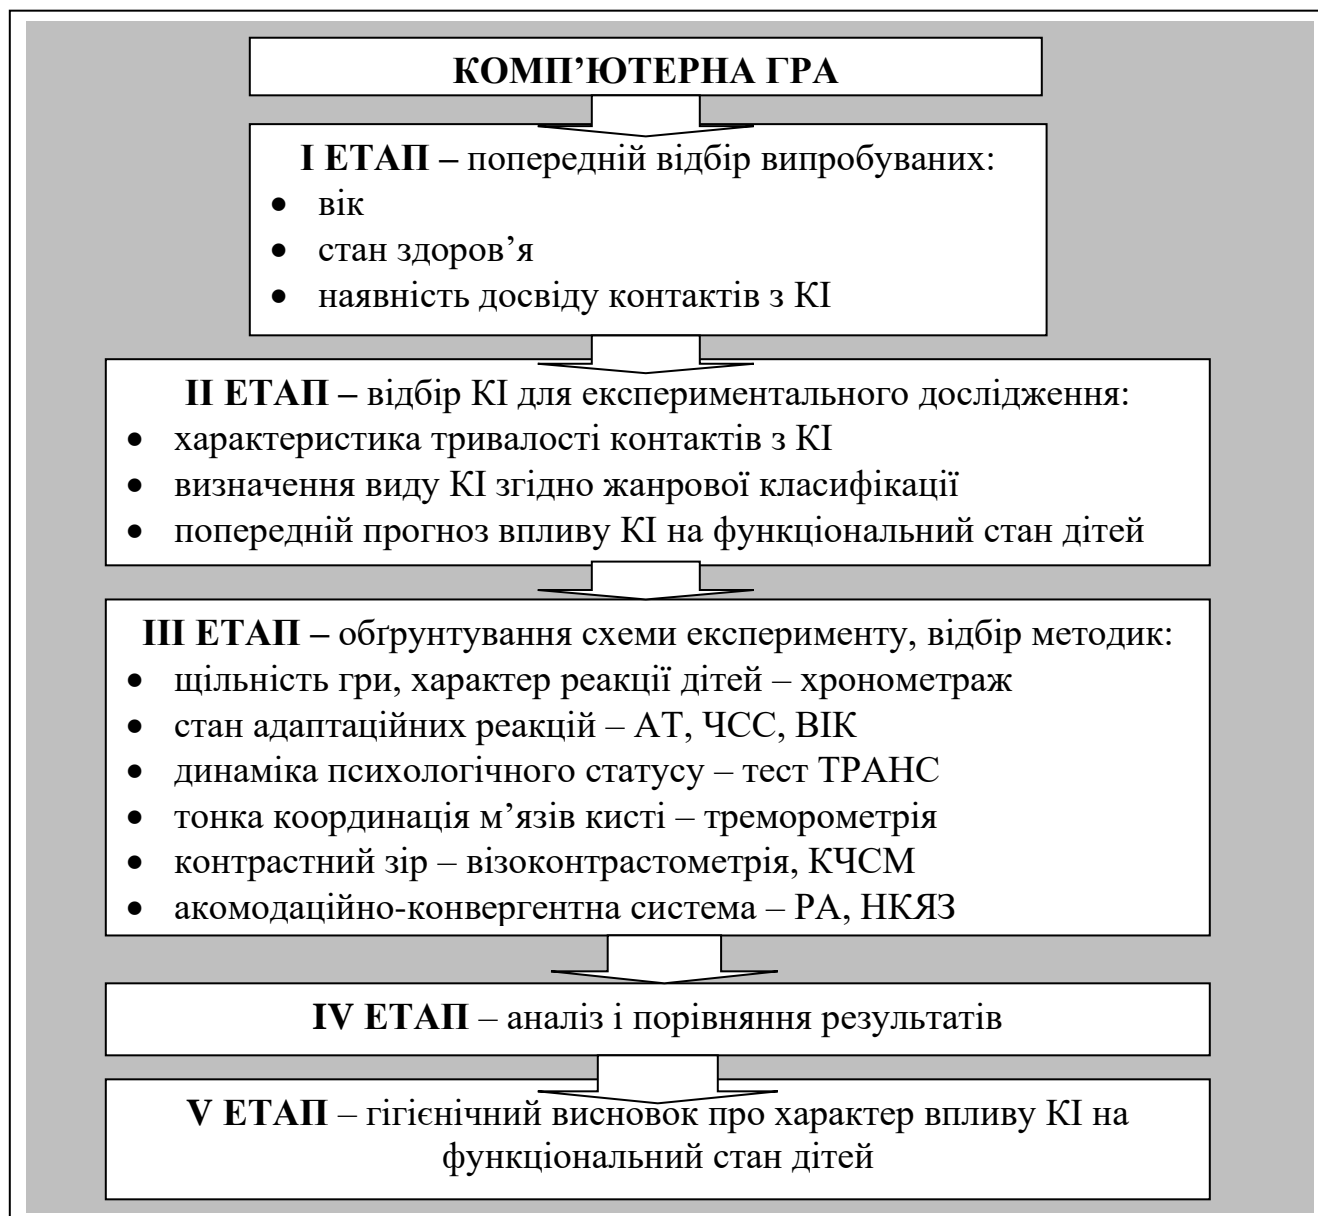 КОМП’ЮТЕРНА ГРА
І ЕТАП – попередній відбір випробуваних:
• вік
• стан здоров’я
• наявність досвіду контактів з КІ
ІІ ЕТАП – відбір КІ для експериментального дослідження:
• характеристика тривалості контактів з КІ
• визначення виду КІ згідно жанрової класифікації
• попередній прогноз впливу КІ на функціональний стан дітей
ІІІ ЕТАП – обґрунтування схеми експерименту, відбір методик:
• щільність гри, характер реакції дітей – хронометраж
• стан адаптаційних реакцій – АТ, ЧСС, ВІК
• динаміка психологічного статусу – тест ТРАНС
• тонка координація м’язів кисті – треморометрія
• контрастний зір – візоконтрастометрія, КЧСМ
• акомодаційно-конвергентна система – РА, НКЯЗ
IV ЕТАП – аналіз і порівняння результатів
V ЕТАП – гігієнічний висновок про характер впливу КІ на
функціональний стан дітей